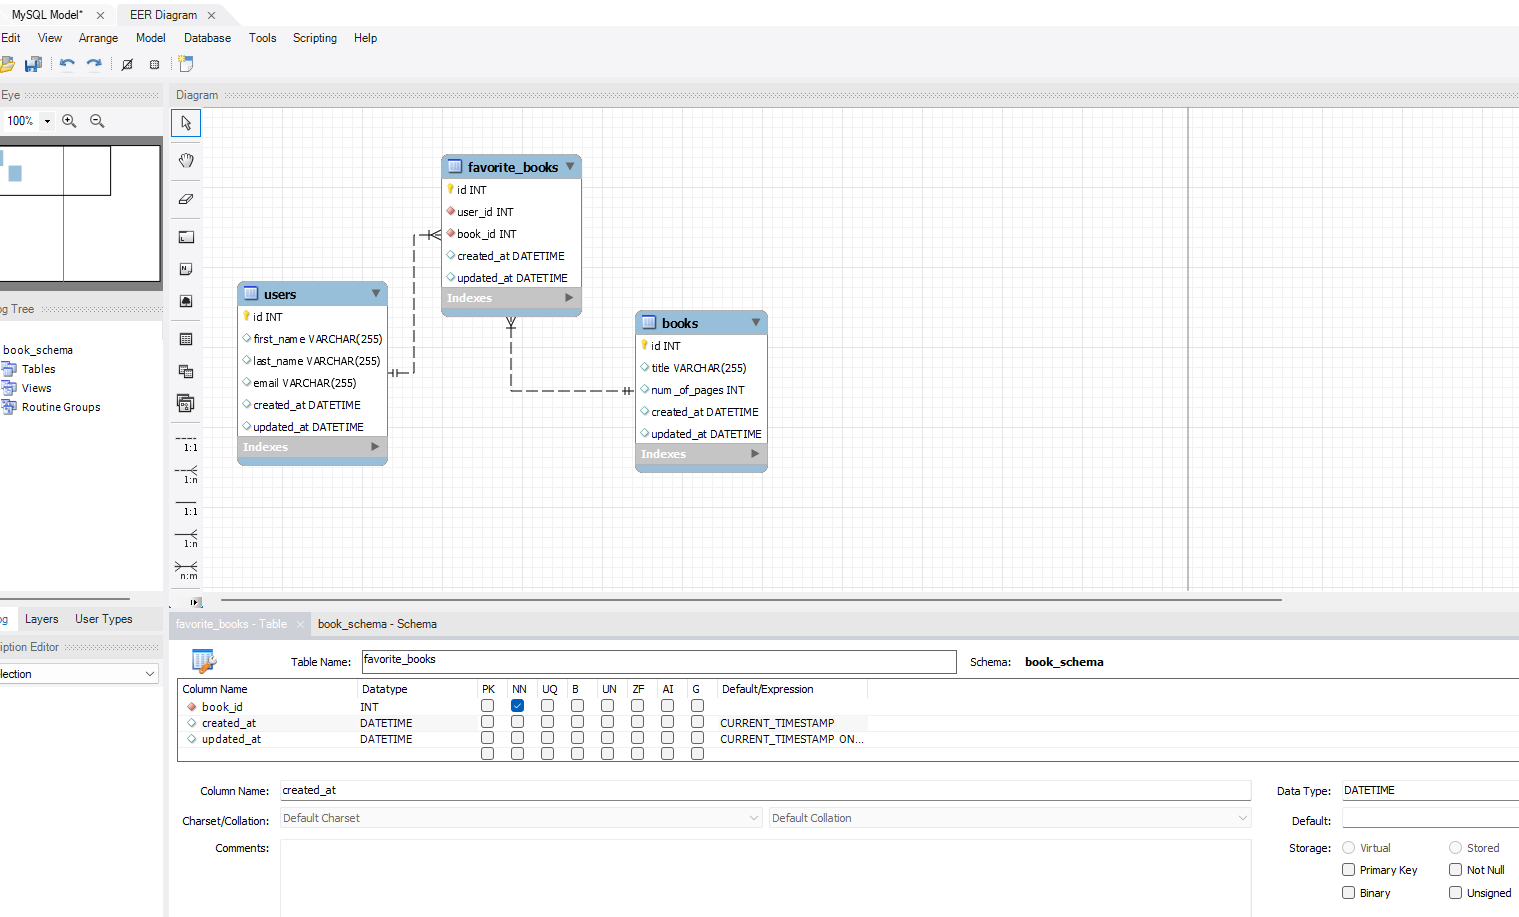 MySQL Model*
EER Diagram
Edit View Arrange Model Database Tools Scripting Help
Eye
Diagram
100%
favorite_books
id INT
user_id INT
book_id INT
created_at DATETIME
updated_at DATETIME
Indexes
users
id INT
first_name VARCHAR(255)
last_name VARCHAR(255)
email VARCHAR(255)
created_at DATETIME
updated_at DATETIME
Indexes
books
id INT
title VARCHAR(255)
num_of_pages INT
created_at DATETIME
updated_at DATETIME
Indexes
og Tree
book_schema
Tables
Views
Routine Groups
1:1
1:n
1:1
1:n
n:m
og Layers User Types
iption Editor
lection
favorite_books - Table
book_schema - Schema
Table Name: favorite_books Schema: book_schema
Column Name Datatype PK NN UQ B UN ZF AI G Default/Expression
book_id INT
created_at DATETIME CURRENT_TIMESTAMP
updated_at DATETIME CURRENT_TIMESTAMP ON...
Column Name: created_at Data Type: DATETIME
Charset/Collation: Default Charset Default Collation Default:
Comments: Storage: Virtual Stored
Primary Key Not Null
Binary Unsigned